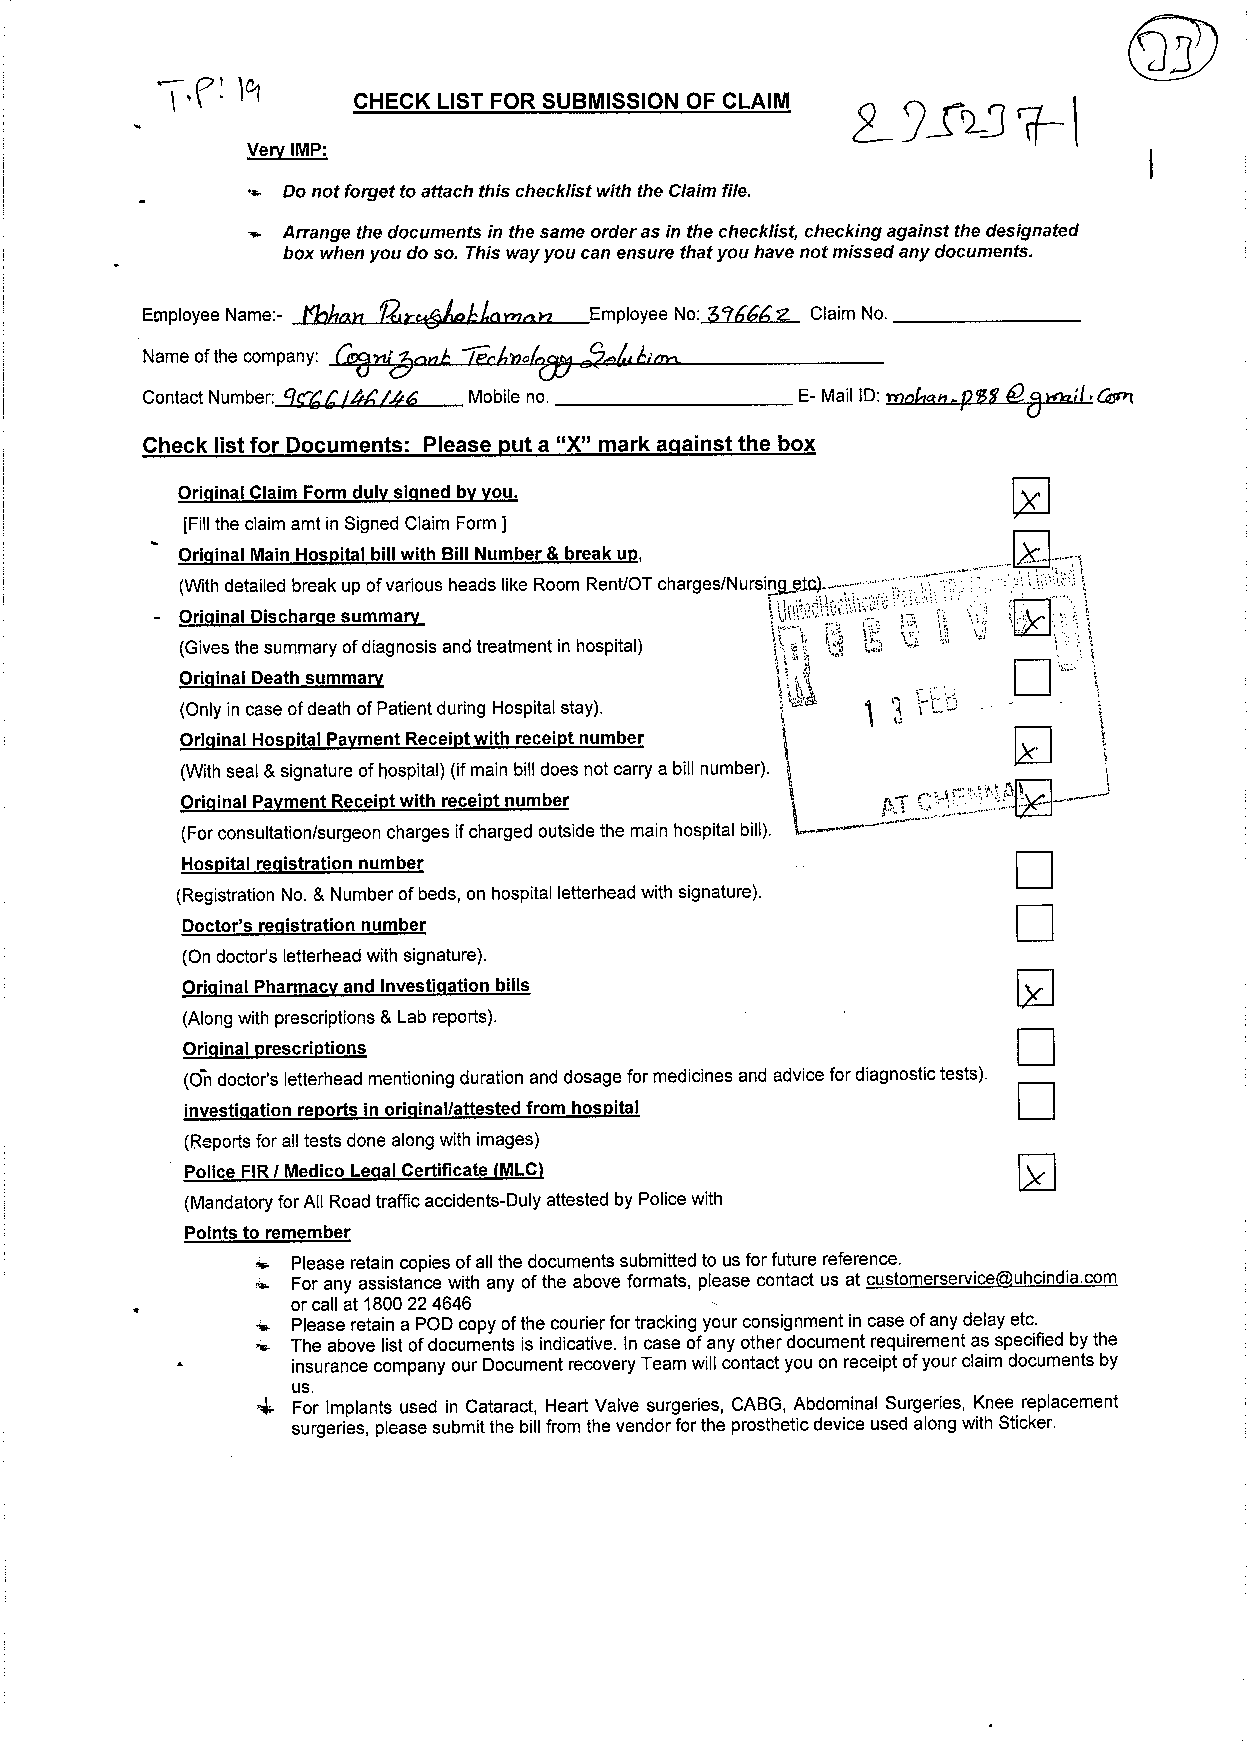 T.P! 19
CHECK LIST FOR SUBMISSION OF CLAIM
Very IMP:
Do not forget to attach this checklist with the Claim file.
Arrange the documents in the same order as in the checklist, checking against the designated
box when you do so. This way you can ensure that you have not missed any documents.
Employee Name:- Mohan Purushothaman Employee No: 396662 Claim No.
Name of the company: Cognizant Technology Solution
Contact Number: Mobile no. E- Mail ID: mohan.p88@gmail.com
Check list for Documents: Please put a "X" mark against the box
Original Claim Form duly signed by you. X
[Fill the claim amt in Signed Claim Form ]
Original Main Hospital bill with Bill Number & break up, X
(With detailed break up of various heads like Room Rent/OT charges/Nursing etc).
Original Discharge summary X
(Gives the summary of diagnosis and treatment in hospital)
Original Death summary
(Only in case of death of Patient during Hospital stay).
13 FEB
Original Hospital Payment Receipt with receipt number X
(With seal & signature of hospital) (if main bill does not carry a bill number).
Original Payment Receipt with receipt number AT CHENNAI X
(For consultation/surgeon charges if charged outside the main hospital bill).
Hospital registration number
(Registration No. & Number of beds, on hospital letterhead with signature).
Doctor's registration number
(On doctor's letterhead with signature).
Original Pharmacy and Investigation bills X
(Along with prescriptions & Lab reports).
Original prescriptions
(On doctor's letterhead mentioning duration and dosage for medicines and advice for diagnostic tests).
investigation reports in original/attested from hospital
(Reports for all tests done along with images)
Police FIR / Medico Legal Certificate (MLC) X
(Mandatory for All Road traffic accidents-Duly attested by Police with
Points to remember
Please retain copies of all the documents submitted to us for future reference.
For any assistance with any of the above formats, please contact us at customerservice@uhcindia.com
or call at 1800 22 4646
Please retain a POD copy of the courier for tracking your consignment in case of any delay etc.
The above list of documents is indicative. In case of any other document requirement as specified by the
insurance company our Document recovery Team will contact you on receipt of your claim documents by
us.
For Implants used in Cataract, Heart Valve surgeries, CABG, Abdominal Surgeries, Knee replacement
surgeries, please submit the bill from the vendor for the prosthetic device used along with Sticker.